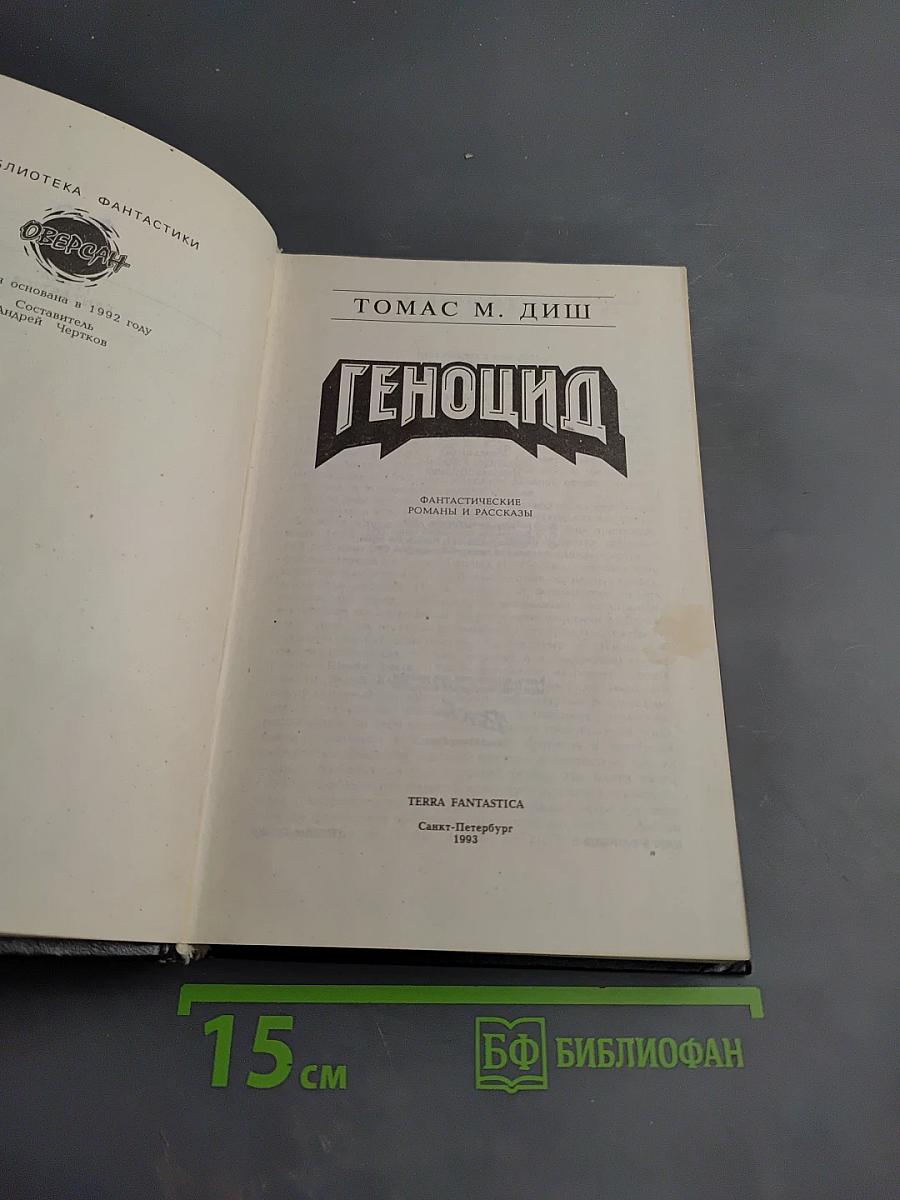 БЛИОТЕКА ФАНТАСТИКИ
ОВЕРСАН
основана в 1992 году
Составитель
Андрей Чертков
ТОМАС М. ДИШ
ГЕНОЦИД
ФАНТАСТИЧЕСКИЕ
РОМАНЫ И РАССКАЗЫ
TERRA FANTASTICA
Санкт-Петербург
1993
15 см
БФ БИБЛИОФАН